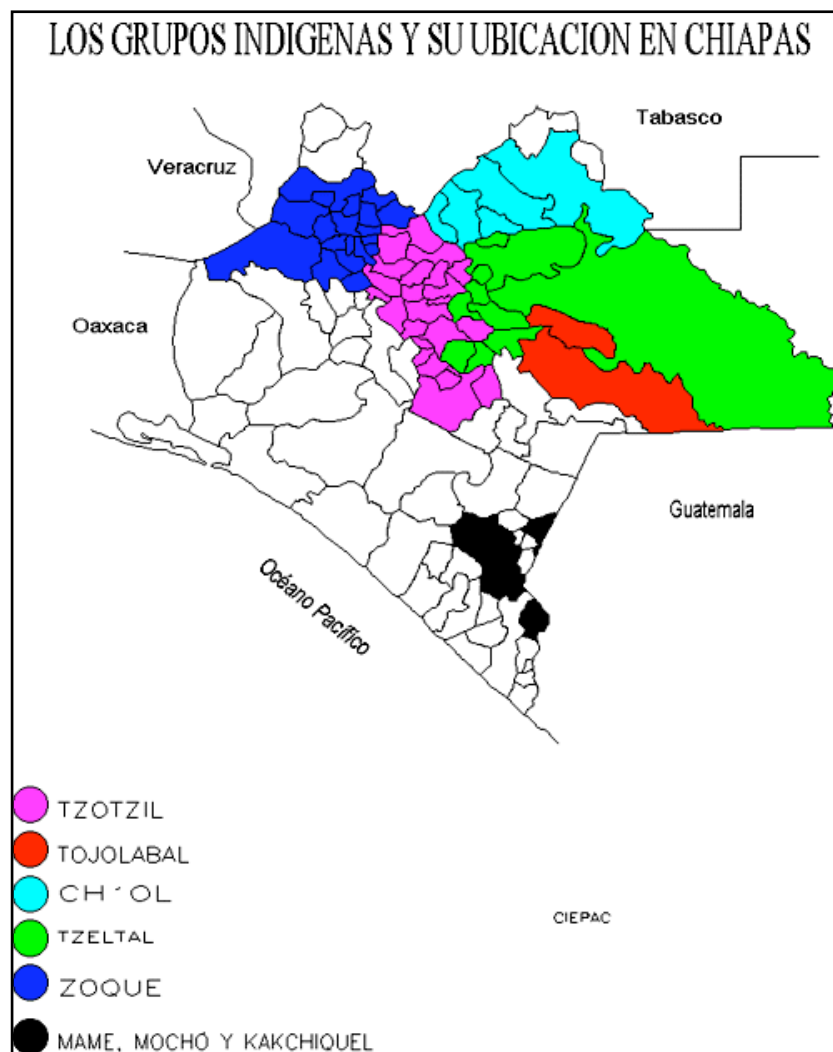 LOS GRUPOS INDIGENAS Y SU UBICACION EN CHIAPAS
Tabasco
Veracruz
Oaxaca
Guatemala
Océano Pacífico
TZOTZIL
TOJOLABAL
CH´OL
CIEPAC
TZELTAL
ZOQUE
MAME, MOCHÓ Y KAKCHIQUEL